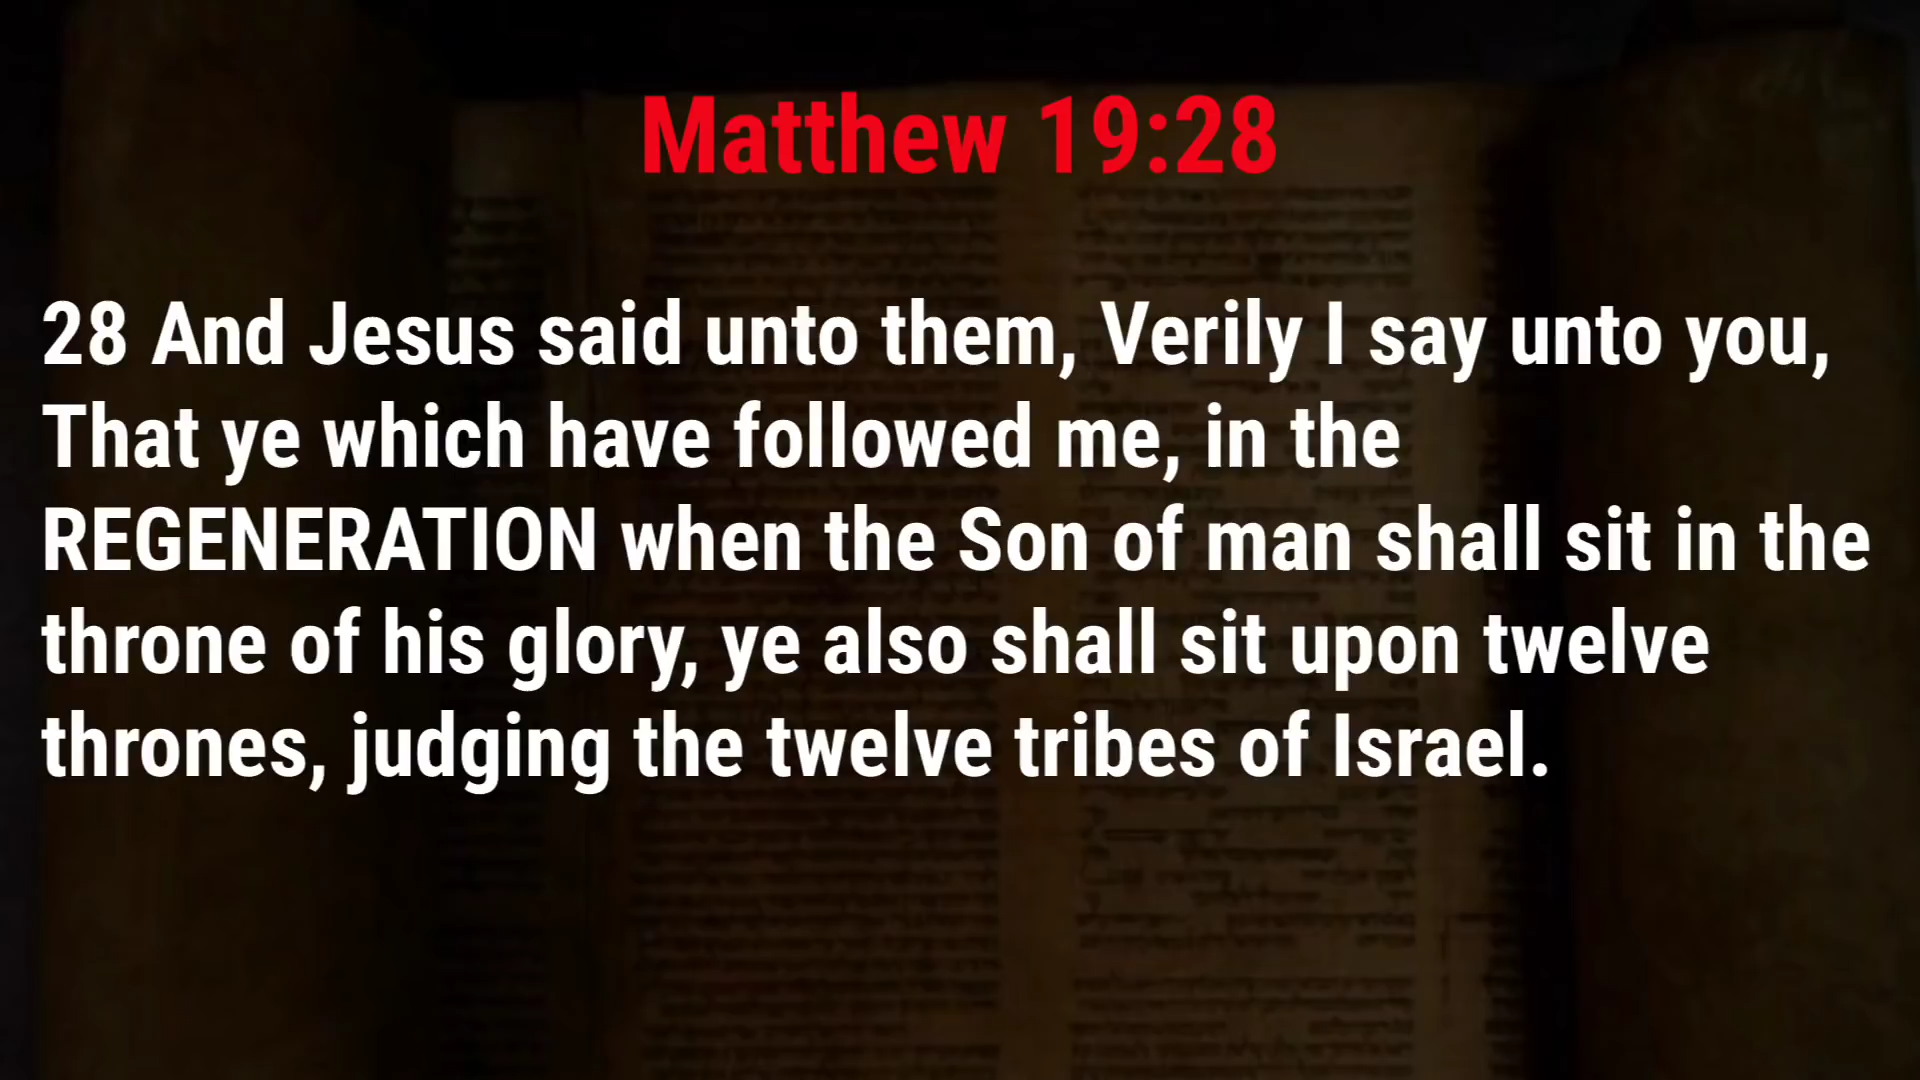 Matthew 19:28
28 And Jesus said unto them, Verily I say unto you,
That ye which have followed me, in the
REGENERATION when the Son of man shall sit in the
throne of his glory, ye also shall sit upon twelve
thrones, judging the twelve tribes of Israel.